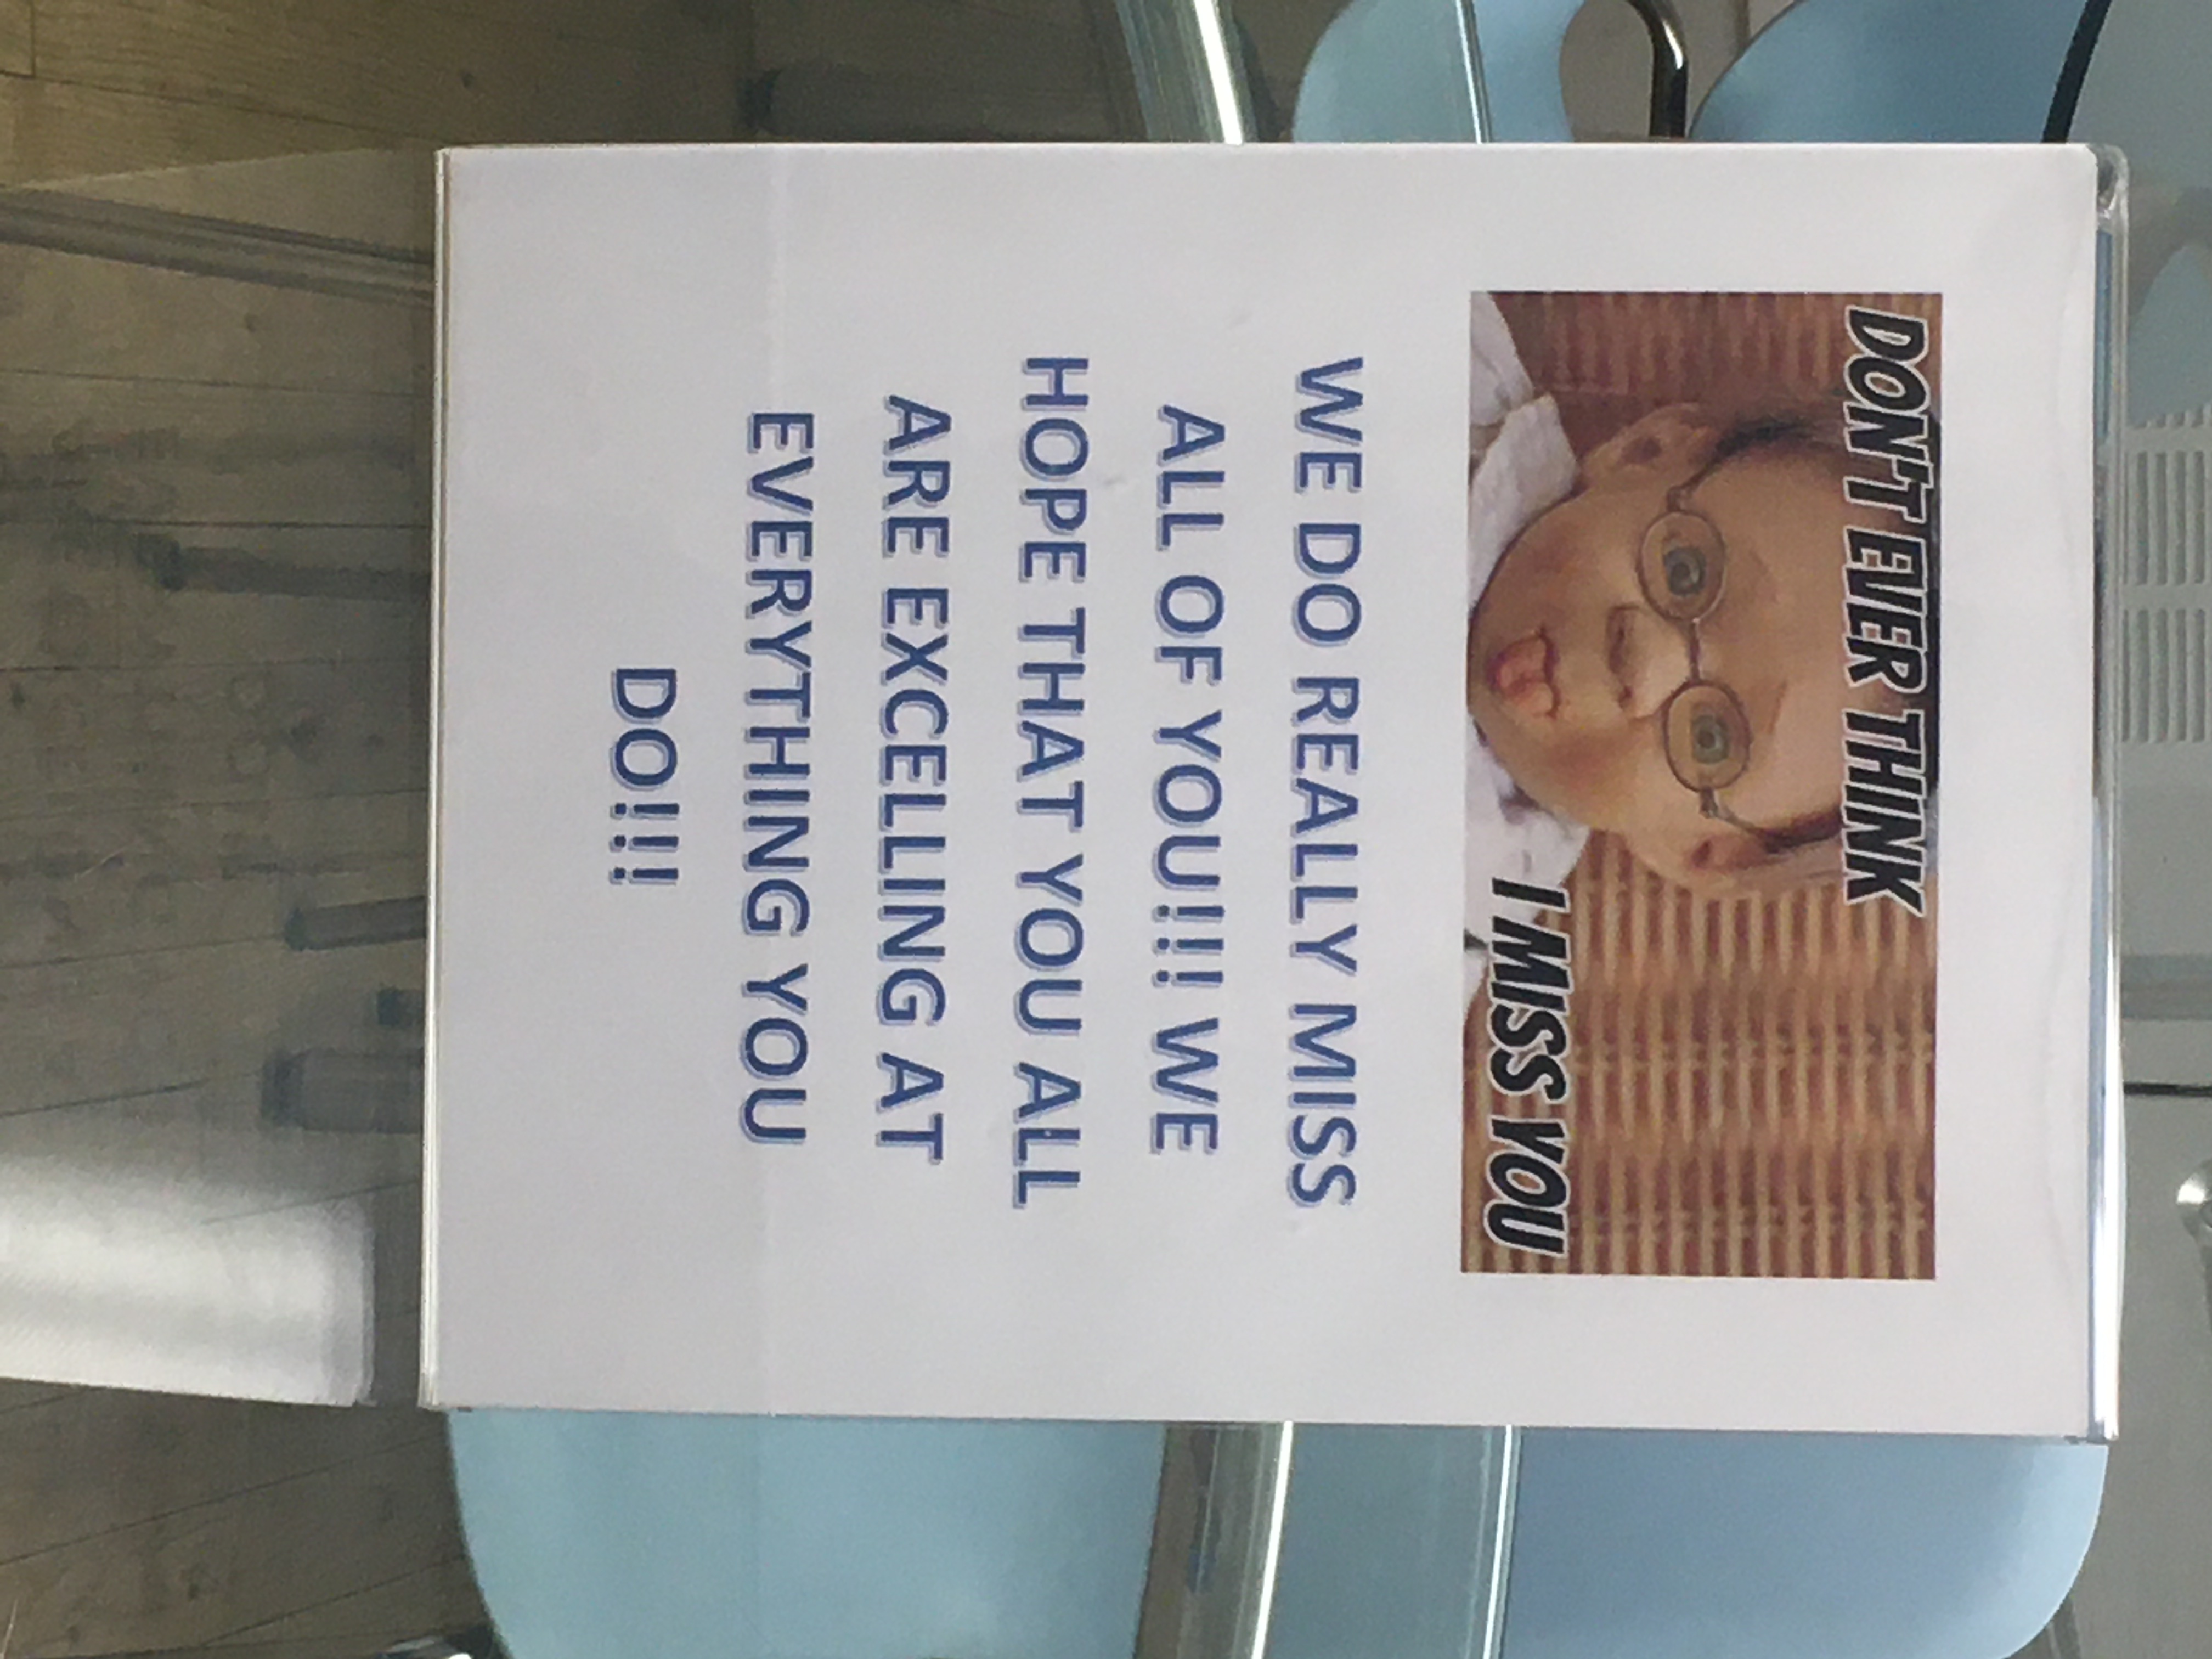 DON'T EVER THINK
I MISS YOU
WE DO REALLY MISS
ALL OF YOU!!! WE
HOPE THAT YOU ALL
ARE EXCELLING AT
EVERYTHING YOU
DO!!!